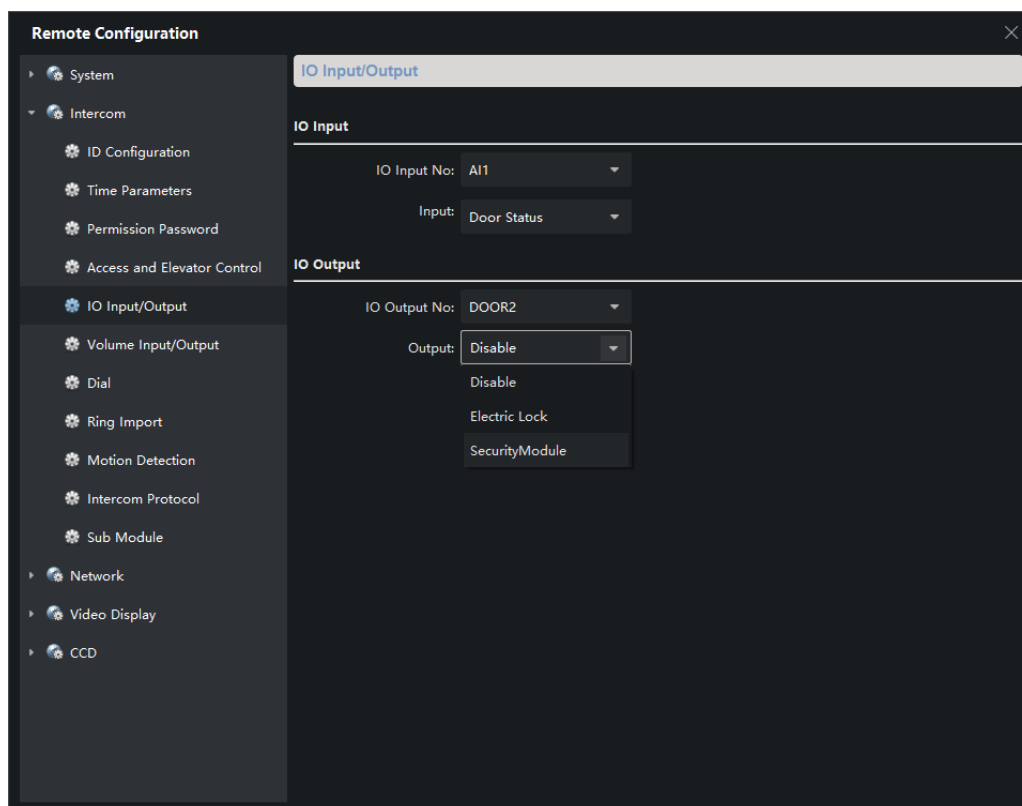 Remote Configuration
System
Intercom
ID Configuration
Time Parameters
Permission Password
Access and Elevator Control
IO Input/Output
Volume Input/Output
Dial
Ring Import
Motion Detection
Intercom Protocol
Sub Module
Network
Video Display
CCD
IO Input/Output
IO Input
IO Input No: AI1
Input: Door Status
IO Output
IO Output No: DOOR2
Output: Disable
Disable
Electric Lock
SecurityModule